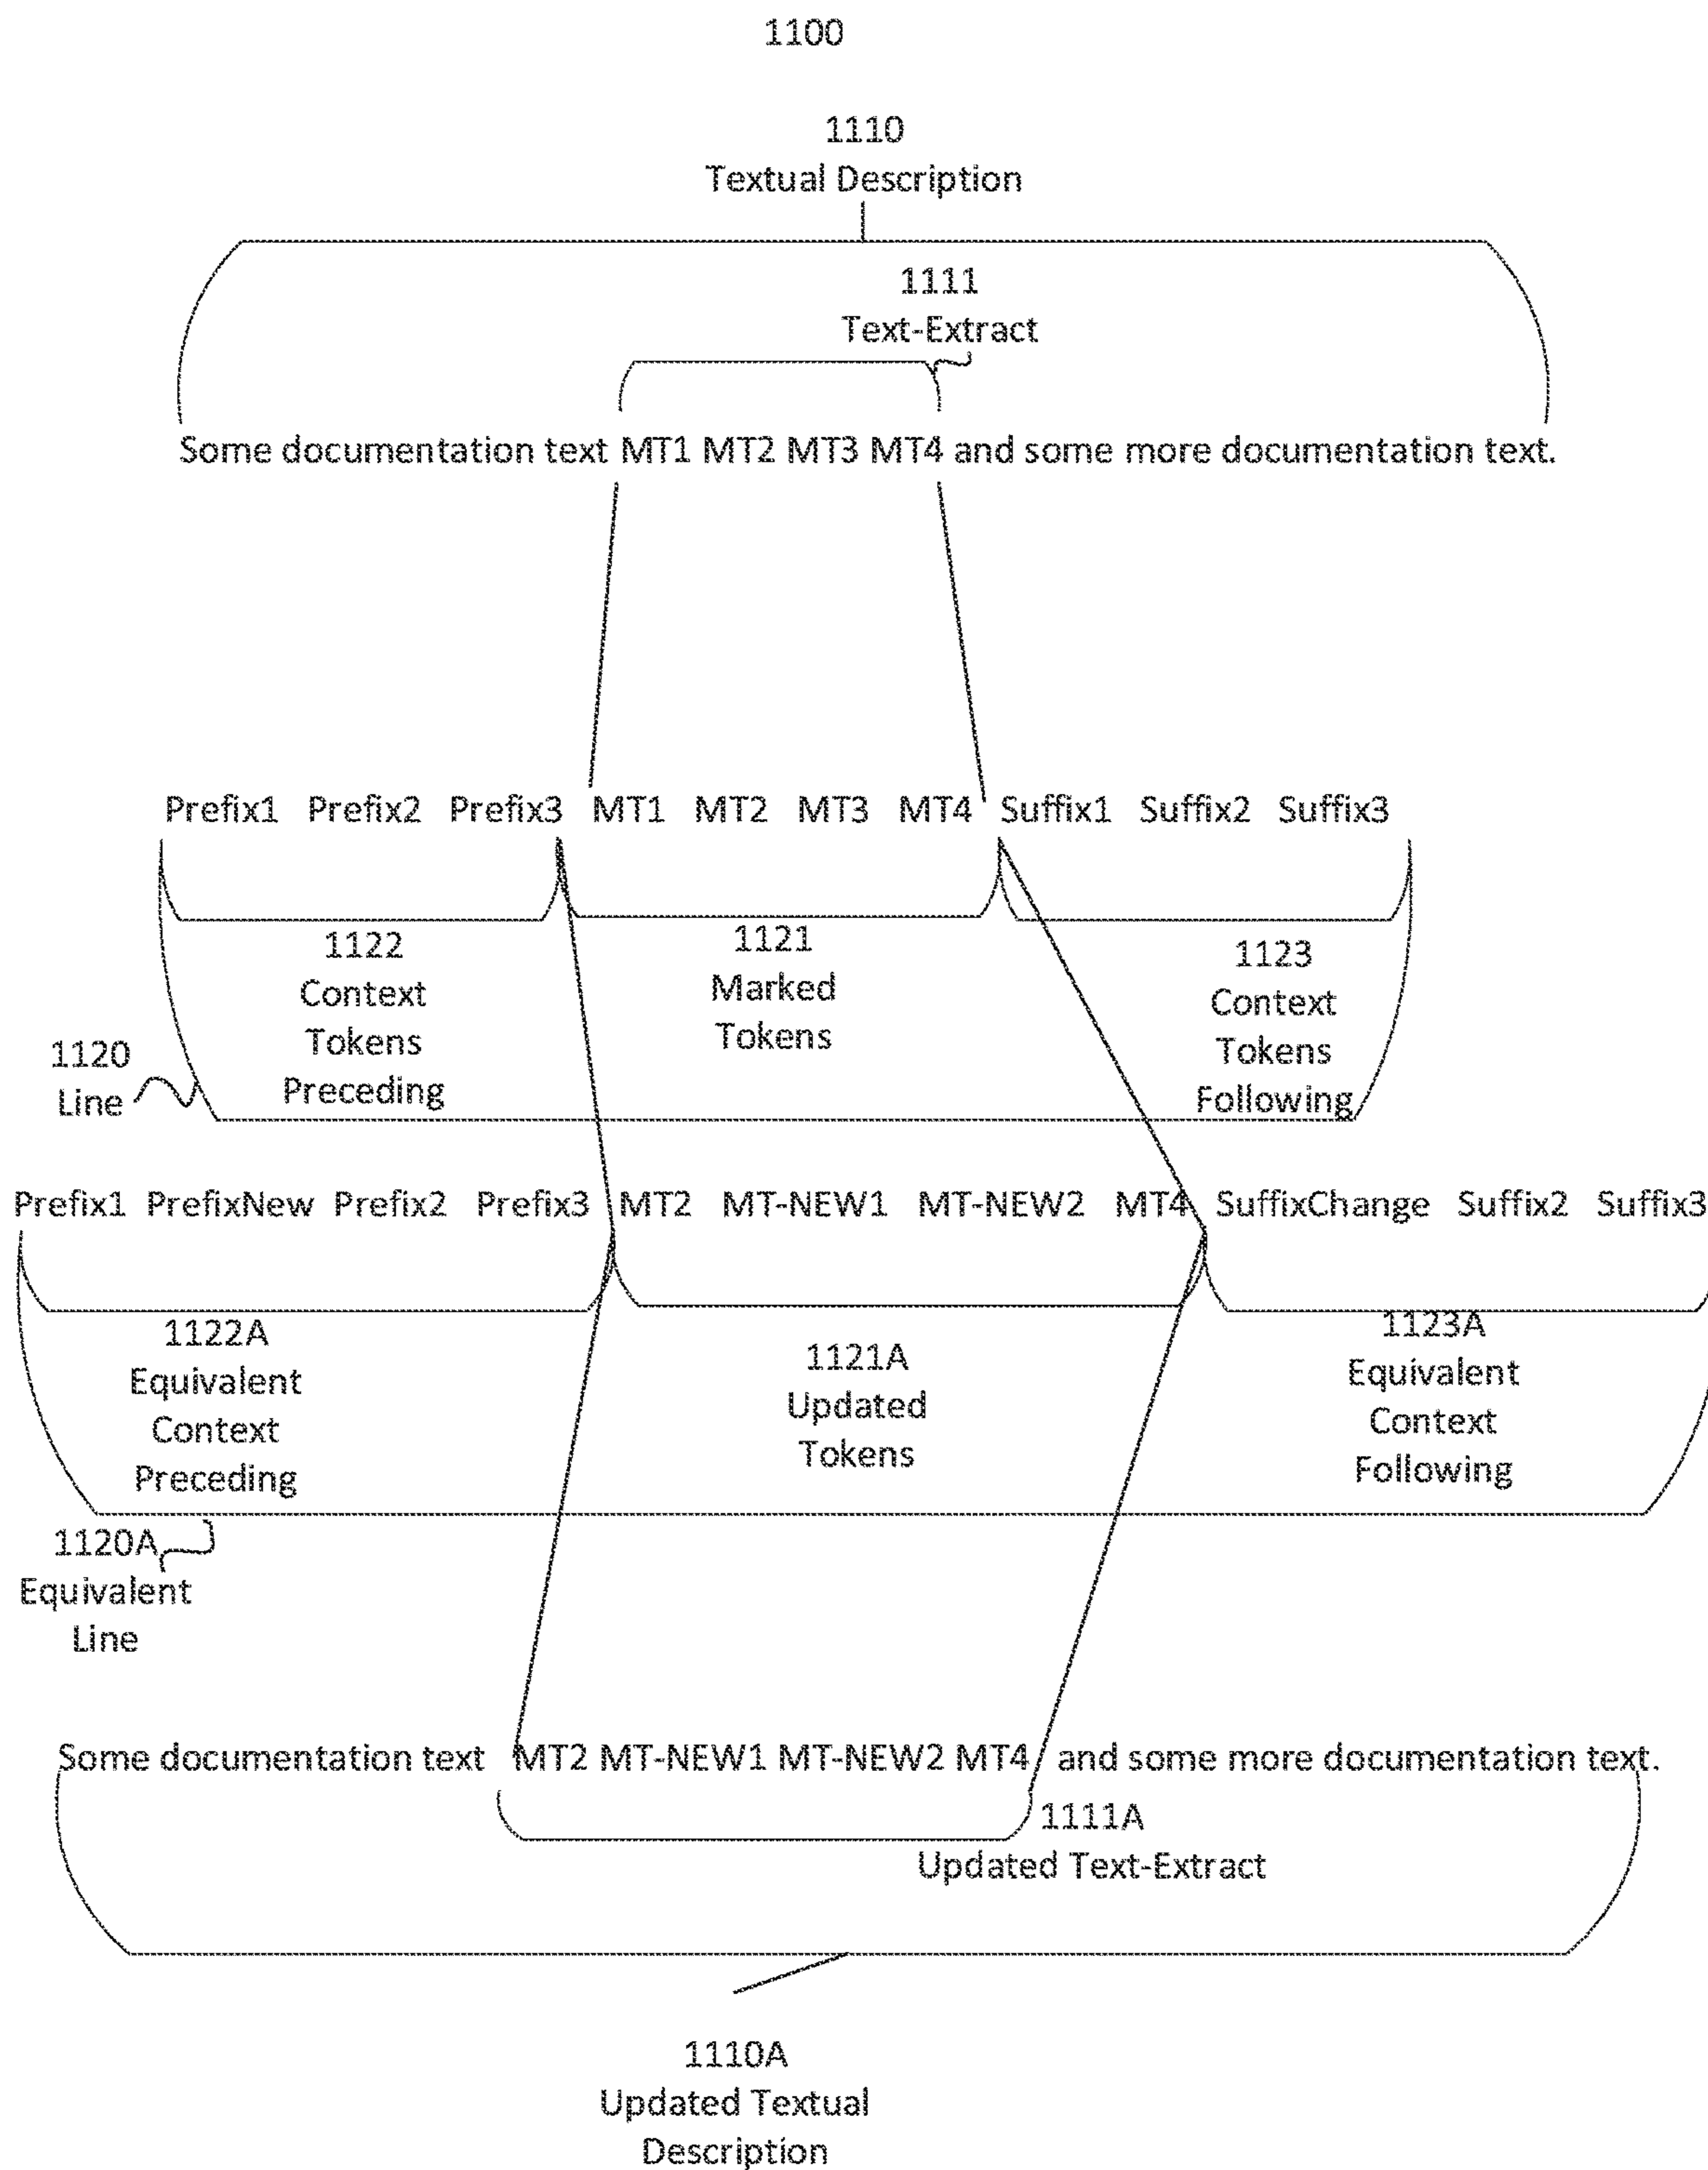 1100
1110
Textual Description
1111
Text-Extract
Some documentation text MT1 MT2 MT3 MT4 and some more documentation text.
Prefix1 Prefix2 Prefix3 MT1 MT2 MT3 MT4 Suffix1 Suffix2 Suffix3
1122
Context
Tokens
Preceding
1121
Marked
Tokens
1123
Context
Tokens
Following
1120
Line
Prefix1 PrefixNew Prefix2 Prefix3 MT2 MT-NEW1 MT-NEW2 MT4 SuffixChange Suffix2 Suffix3
1122A
Equivalent
Context
Preceding
1121A
Updated
Tokens
1123A
Equivalent
Context
Following
1120A
Equivalent
Line
Some documentation text MT2 MT-NEW1 MT-NEW2 MT4 and some more documentation text.
1111A
Updated Text-Extract
1110A
Updated Textual
Description